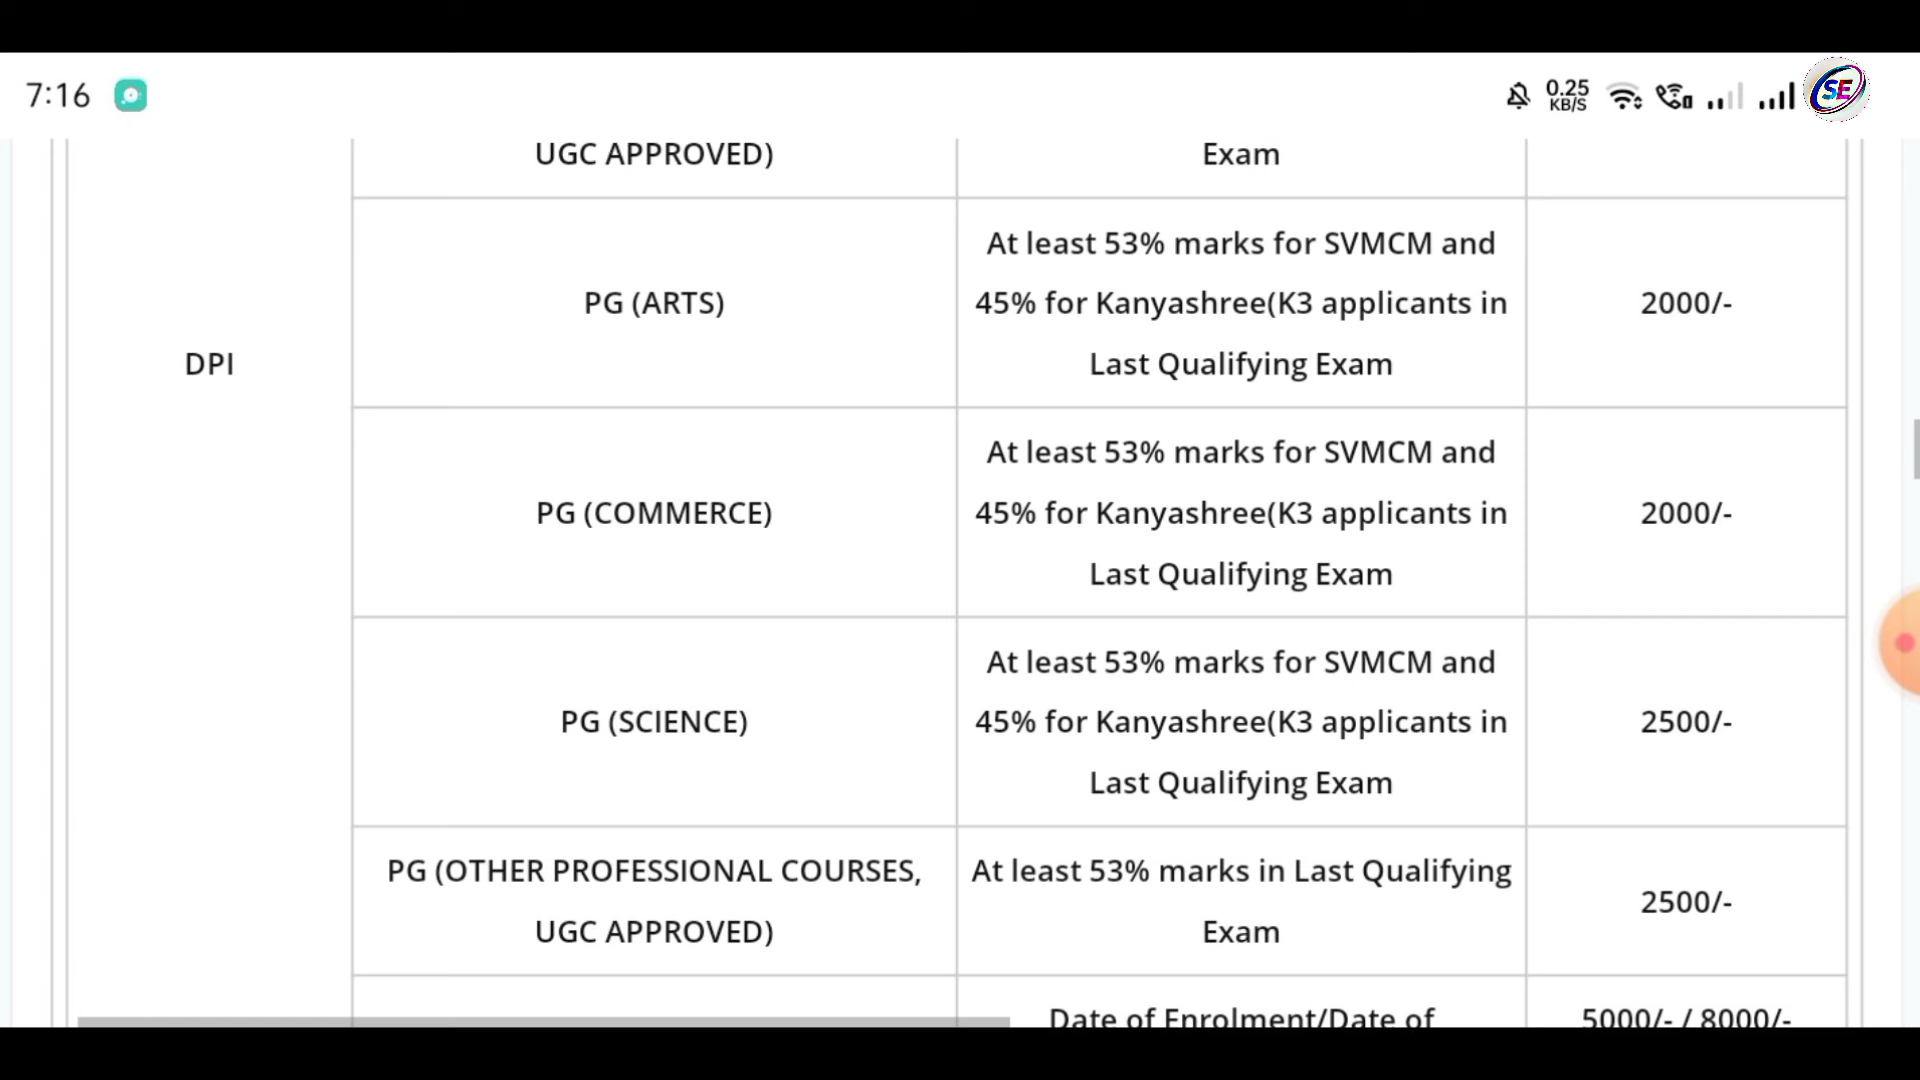 7:16
0.25
KB/S
SE
UGC APPROVED)
Exam
DPI
PG (ARTS)
At least 53% marks for SVMCM and
45% for Kanyashree(K3 applicants in
Last Qualifying Exam
2000/-
PG (COMMERCE)
At least 53% marks for SVMCM and
45% for Kanyashree(K3 applicants in
Last Qualifying Exam
2000/-
PG (SCIENCE)
At least 53% marks for SVMCM and
45% for Kanyashree(K3 applicants in
Last Qualifying Exam
2500/-
PG (OTHER PROFESSIONAL COURSES,
UGC APPROVED)
At least 53% marks in Last Qualifying
Exam
2500/-
Date of Enrolment/Date of
5000/- / 8000/-